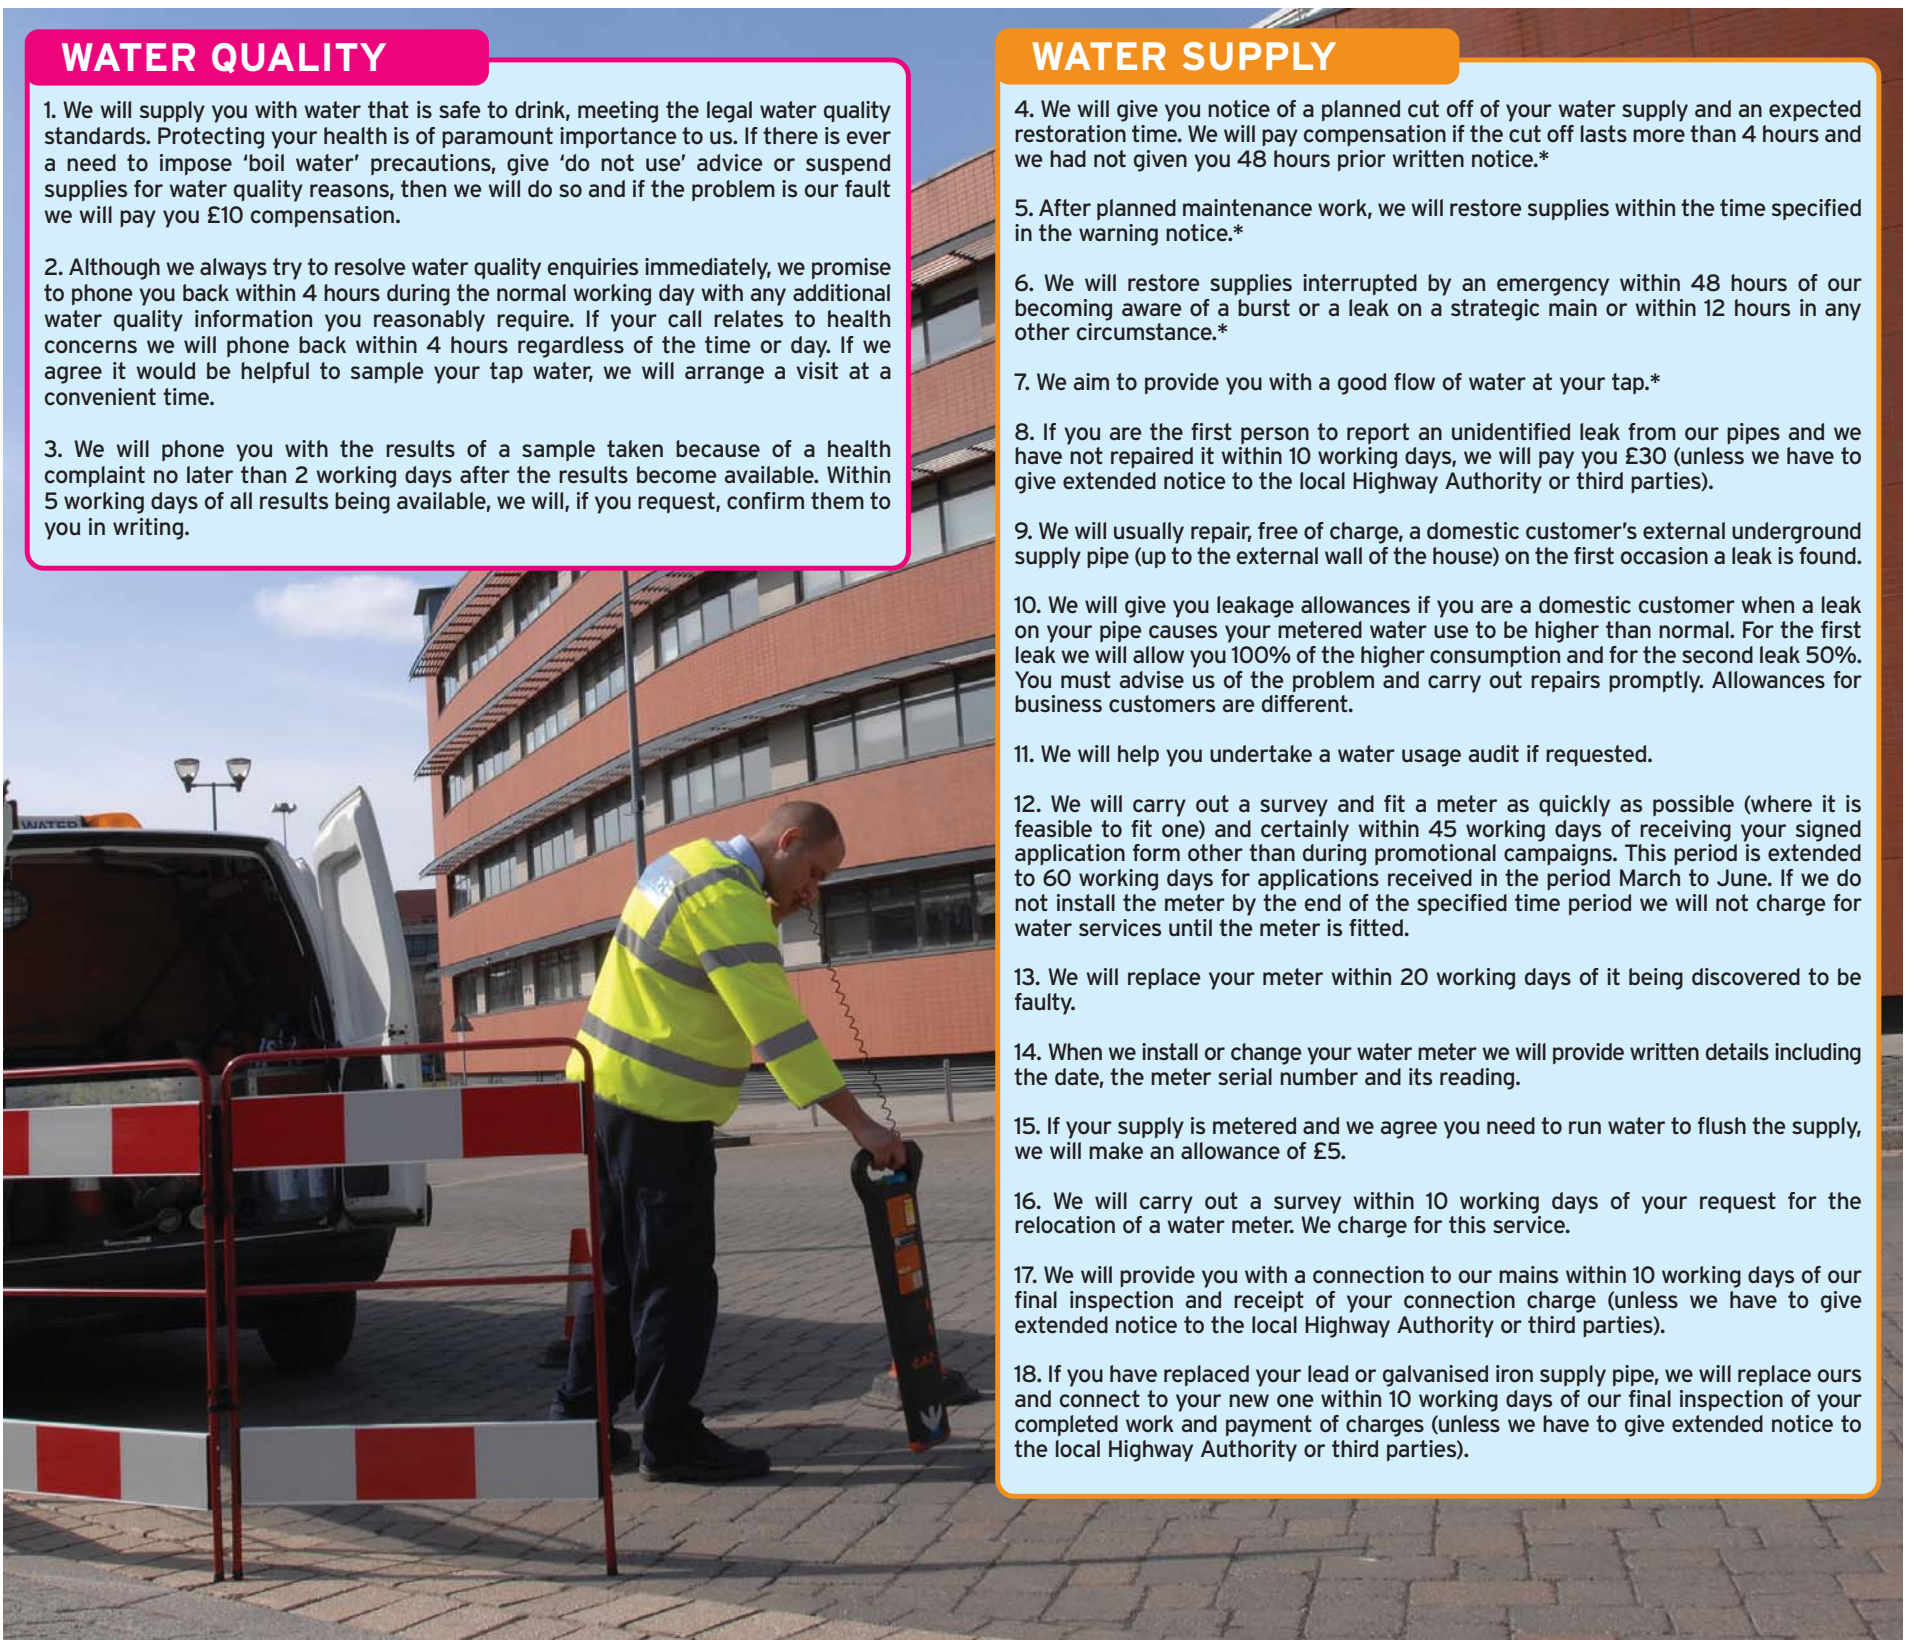 WATER QUALITY
1. We will supply you with water that is safe to drink, meeting the legal water quality
standards. Protecting your health is of paramount importance to us. If there is ever
a need to impose ‘boil water’ precautions, give ‘do not use’ advice or suspend
supplies for water quality reasons, then we will do so and if the problem is our fault
we will pay you £10 compensation.
2. Although we always try to resolve water quality enquiries immediately, we promise
to phone you back within 4 hours during the normal working day with any additional
water quality information you reasonably require. If your call relates to health
concerns we will phone back within 4 hours regardless of the time or day. If we
agree it would be helpful to sample your tap water, we will arrange a visit at a
convenient time.
3. We will phone you with the results of a sample taken because of a health
complaint no later than 2 working days after the results become available. Within
5 working days of all results being available, we will, if you request, confirm them to
you in writing.
WATER SUPPLY
4. We will give you notice of a planned cut off of your water supply and an expected
restoration time. We will pay compensation if the cut off lasts more than 4 hours and
we had not given you 48 hours prior written notice.*
5. After planned maintenance work, we will restore supplies within the time specified
in the warning notice.*
6. We will restore supplies interrupted by an emergency within 48 hours of our
becoming aware of a burst or a leak on a strategic main or within 12 hours in any
other circumstance.*
7. We aim to provide you with a good flow of water at your tap.*
8. If you are the first person to report an unidentified leak from our pipes and we
have not repaired it within 10 working days, we will pay you £30 (unless we have to
give extended notice to the local Highway Authority or third parties).
9. We will usually repair, free of charge, a domestic customer’s external underground
supply pipe (up to the external wall of the house) on the first occasion a leak is found.
10. We will give you leakage allowances if you are a domestic customer when a leak
on your pipe causes your metered water use to be higher than normal. For the first
leak we will allow you 100% of the higher consumption and for the second leak 50%.
You must advise us of the problem and carry out repairs promptly. Allowances for
business customers are different.
11. We will help you undertake a water usage audit if requested.
12. We will carry out a survey and fit a meter as quickly as possible (where it is
feasible to fit one) and certainly within 45 working days of receiving your signed
application form other than during promotional campaigns. This period is extended
to 60 working days for applications received in the period March to June. If we do
not install the meter by the end of the specified time period we will not charge for
water services until the meter is fitted.
13. We will replace your meter within 20 working days of it being discovered to be
faulty.
14. When we install or change your water meter we will provide written details including
the date, the meter serial number and its reading.
15. If your supply is metered and we agree you need to run water to flush the supply,
we will make an allowance of £5.
16. We will carry out a survey within 10 working days of your request for the
relocation of a water meter. We charge for this service.
17. We will provide you with a connection to our mains within 10 working days of our
final inspection and receipt of your connection charge (unless we have to give
extended notice to the local Highway Authority or third parties).
18. If you have replaced your lead or galvanised iron supply pipe, we will replace ours
and connect to your new one within 10 working days of our final inspection of your
completed work and payment of charges (unless we have to give extended notice to
the local Highway Authority or third parties).
WATER
C.A.T